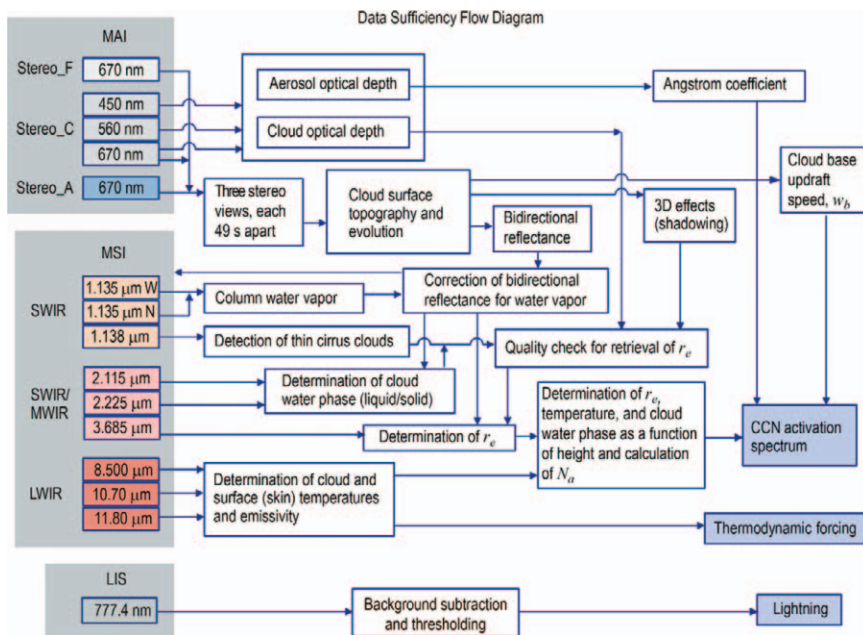 Data Sufficiency Flow Diagram
MAI
Stereo_F
670 nm
450 nm
Stereo_C
560 nm
670 nm
Stereo_A
670 nm
Aerosol optical depth
Cloud optical depth
Angstrom coefficient
Three stereo
views, each
49 s apart
Cloud surface
topography and
evolution
Bidirectional
reflectance
3D effects
(shadowing)
Cloud base
updraft
speed, w_b
MSI
SWIR
1.135 μm W
1.135 μm N
1.138 μm
Column water vapor
Correction of bidirectional
reflectance for water vapor
Detection of thin cirrus clouds
Quality check for retrieval of r_e
SWIR/
MWIR
2.115 μm
2.225 μm
3.685 μm
Determination of cloud
water phase (liquid/solid)
Determination of r_e
Determination of r_e,
temperature, and cloud
water phase as a function
of height and calculation
of N_a
CCN activation
spectrum
LWIR
8.500 μm
10.70 μm
11.80 μm
Determination of cloud and
surface (skin) temperatures
and emissivity
Thermodynamic forcing
LIS
777.4 nm
Background subtraction
and thresholding
Lightning